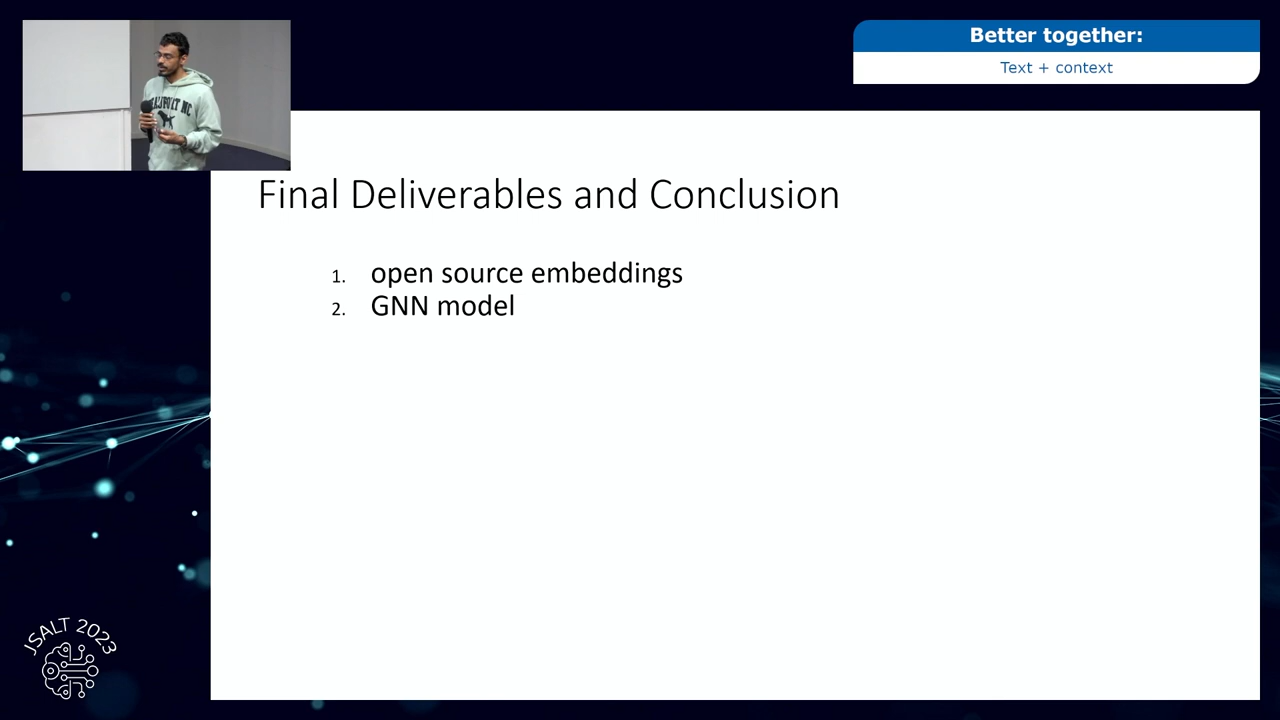 Better together:
Text + context
Final Deliverables and Conclusion
1. open source embeddings
2. GNN model
JSALT 2023